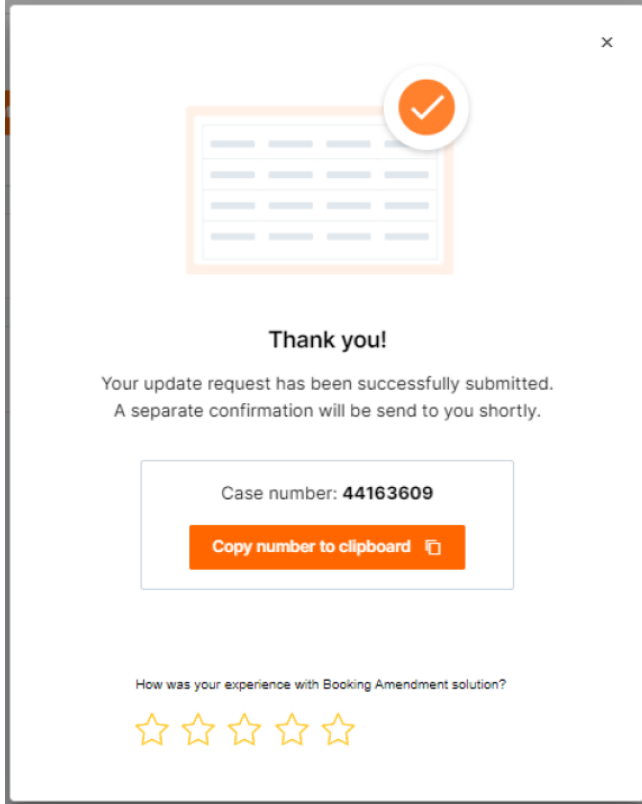 Thank you!
Your update request has been successfully submitted.
A separate confirmation will be send to you shortly.
Case number: 44163609
Copy number to clipboard
How was your experience with Booking Amendment solution?